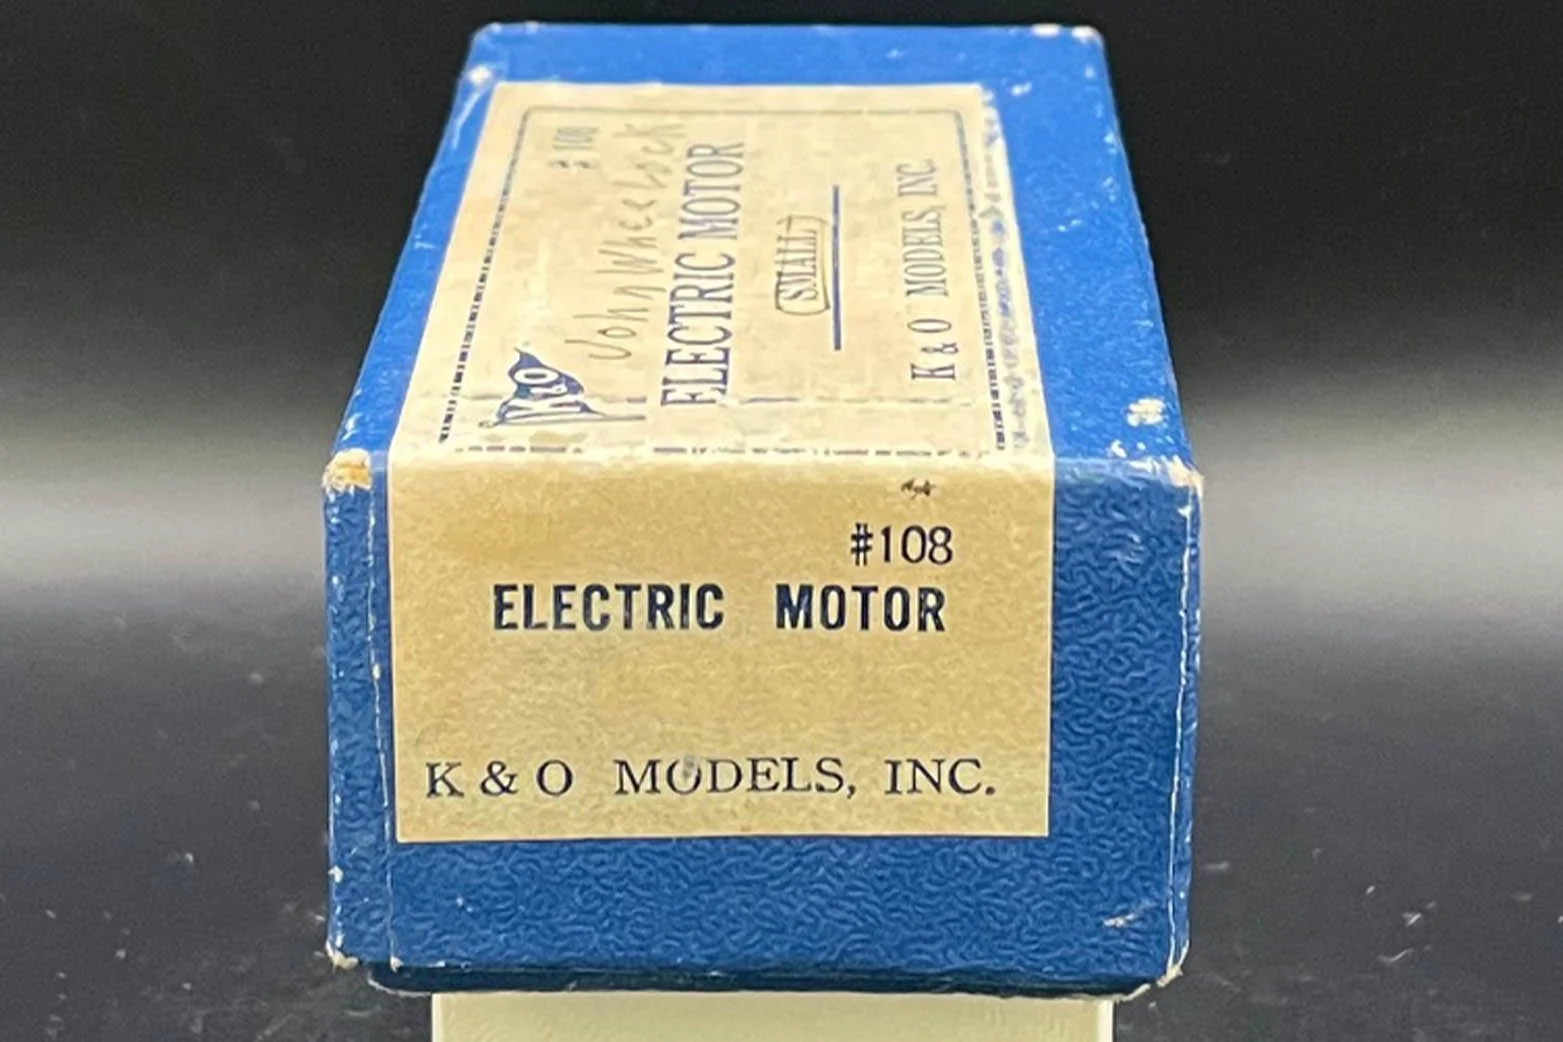 K&O
# 108
John Wheelock
ELECTRIC MOTOR
(SMALL)
K & O MODELS, INC.
#108
ELECTRIC MOTOR
K & O MODELS, INC.